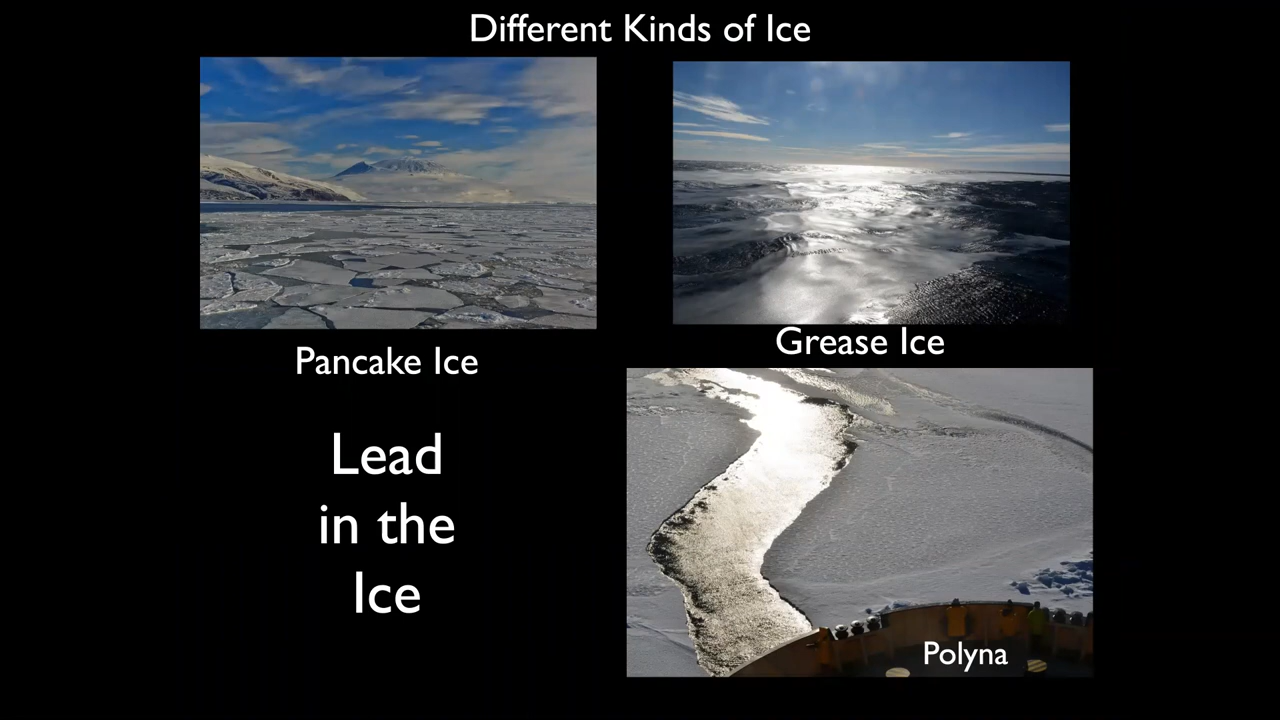 Different Kinds of Ice
Pancake Ice
Grease Ice
Lead
in the
Ice
Polyna